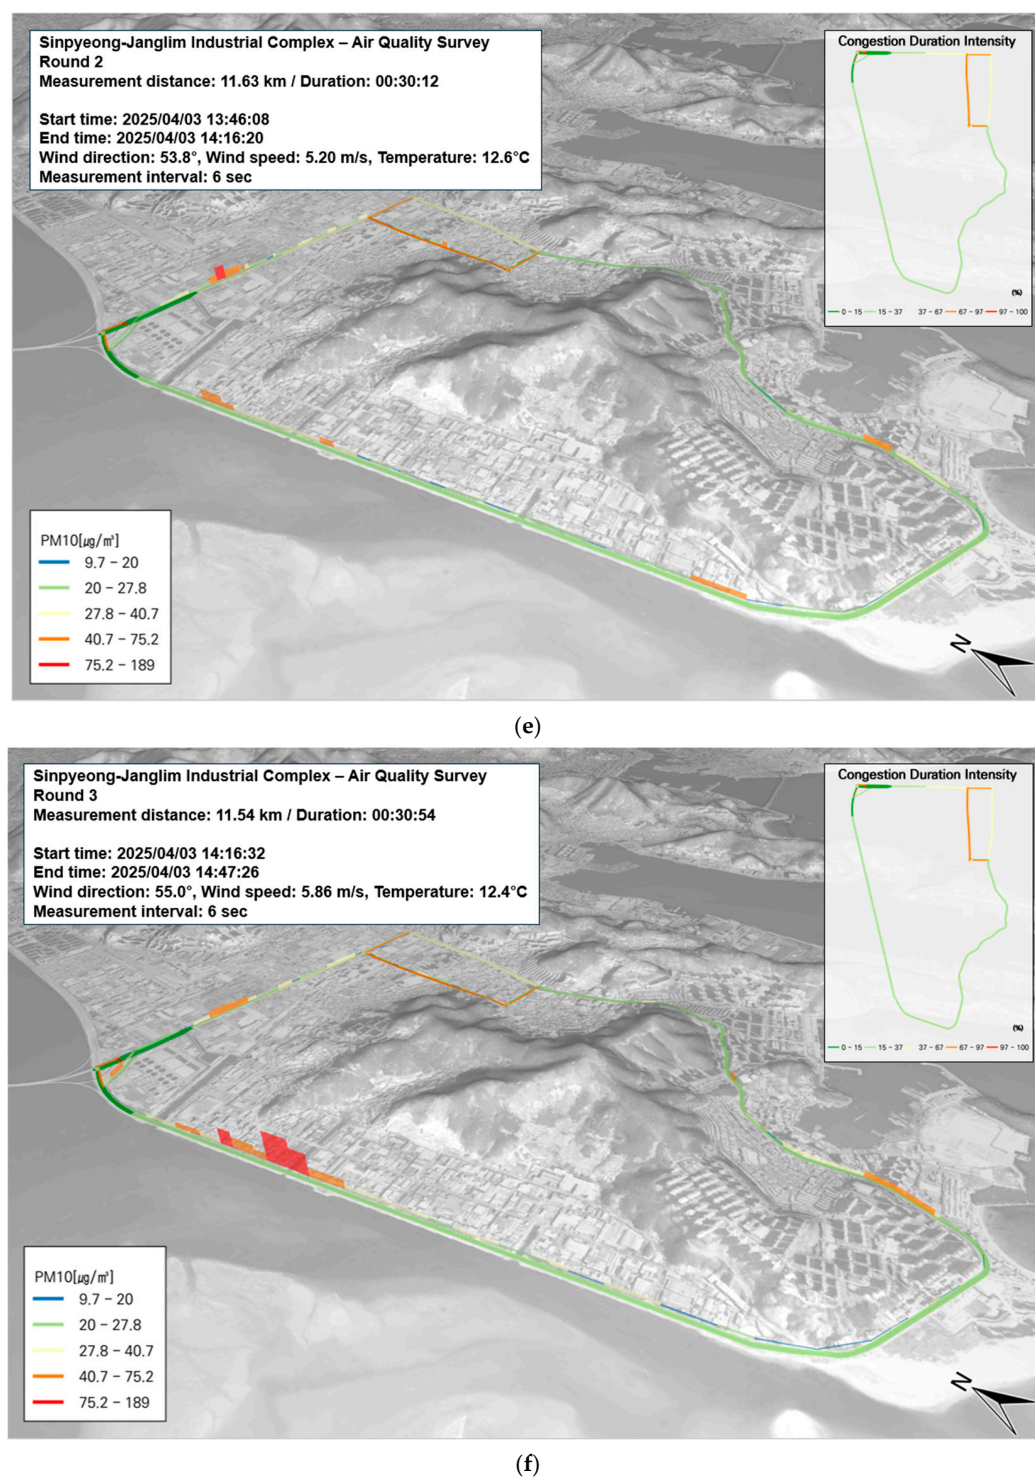 Sinpyeong-Janglim Industrial Complex – Air Quality Survey
Round 2
Measurement distance: 11.63 km / Duration: 00:30:12
Start time: 2025/04/03 13:46:08
End time: 2025/04/03 14:16:20
Wind direction: 53.8°, Wind speed: 5.20 m/s, Temperature: 12.6°C
Measurement interval: 6 sec
Congestion Duration Intensity
(%)
0 - 15 15 - 37 37 - 67 67 - 97 97 - 100
PM10[㎍/㎥]
9.7 - 20
20 - 27.8
27.8 - 40.7
40.7 - 75.2
75.2 - 189
N
(e)
Sinpyeong-Janglim Industrial Complex – Air Quality Survey
Round 3
Measurement distance: 11.54 km / Duration: 00:30:54
Start time: 2025/04/03 14:16:32
End time: 2025/04/03 14:47:26
Wind direction: 55.0°, Wind speed: 5.86 m/s, Temperature: 12.4°C
Measurement interval: 6 sec
Congestion Duration Intensity
(%)
0 - 15 15 - 37 37 - 67 67 - 97 97 - 100
PM10[㎍/㎥]
9.7 - 20
20 - 27.8
27.8 - 40.7
40.7 - 75.2
75.2 - 189
N
(f)